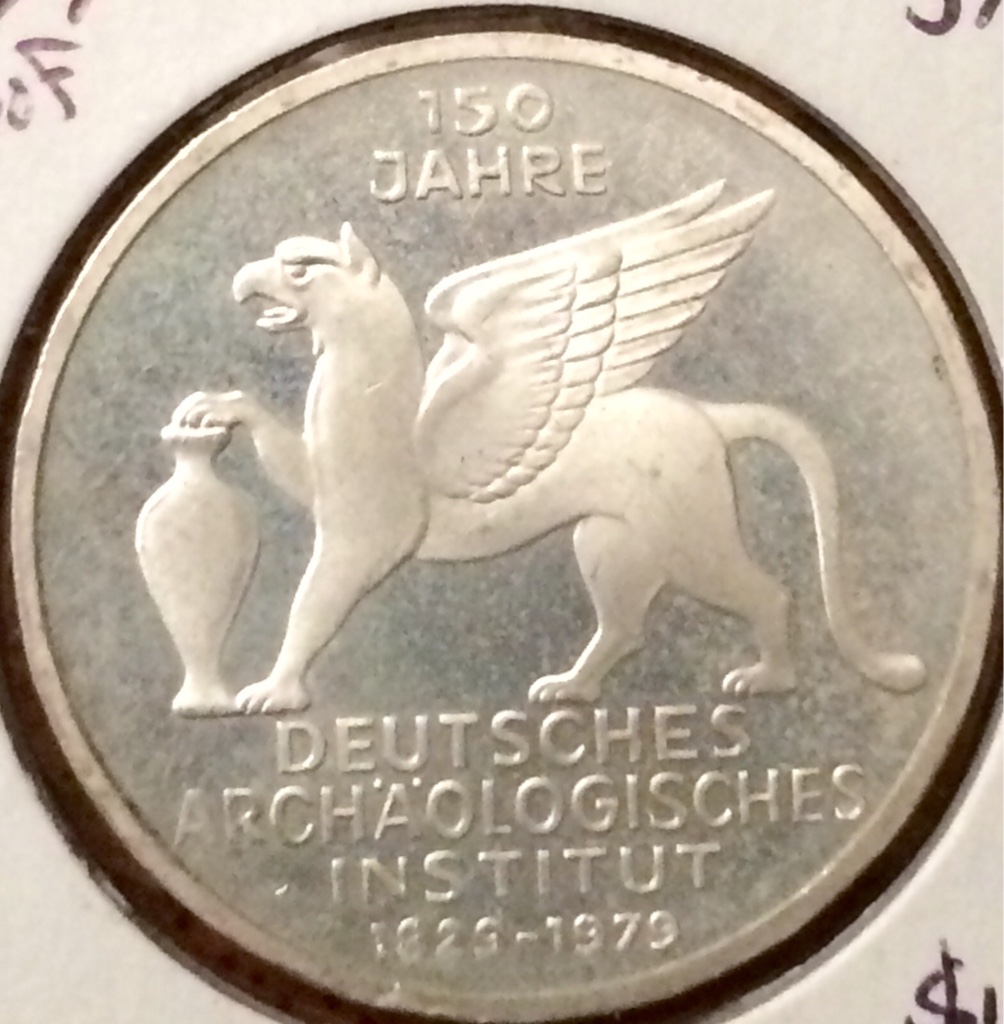 150
JAHRE
DEUTSCHES
ARCHÄOLOGISCHES
INSTITUT
1829-1979